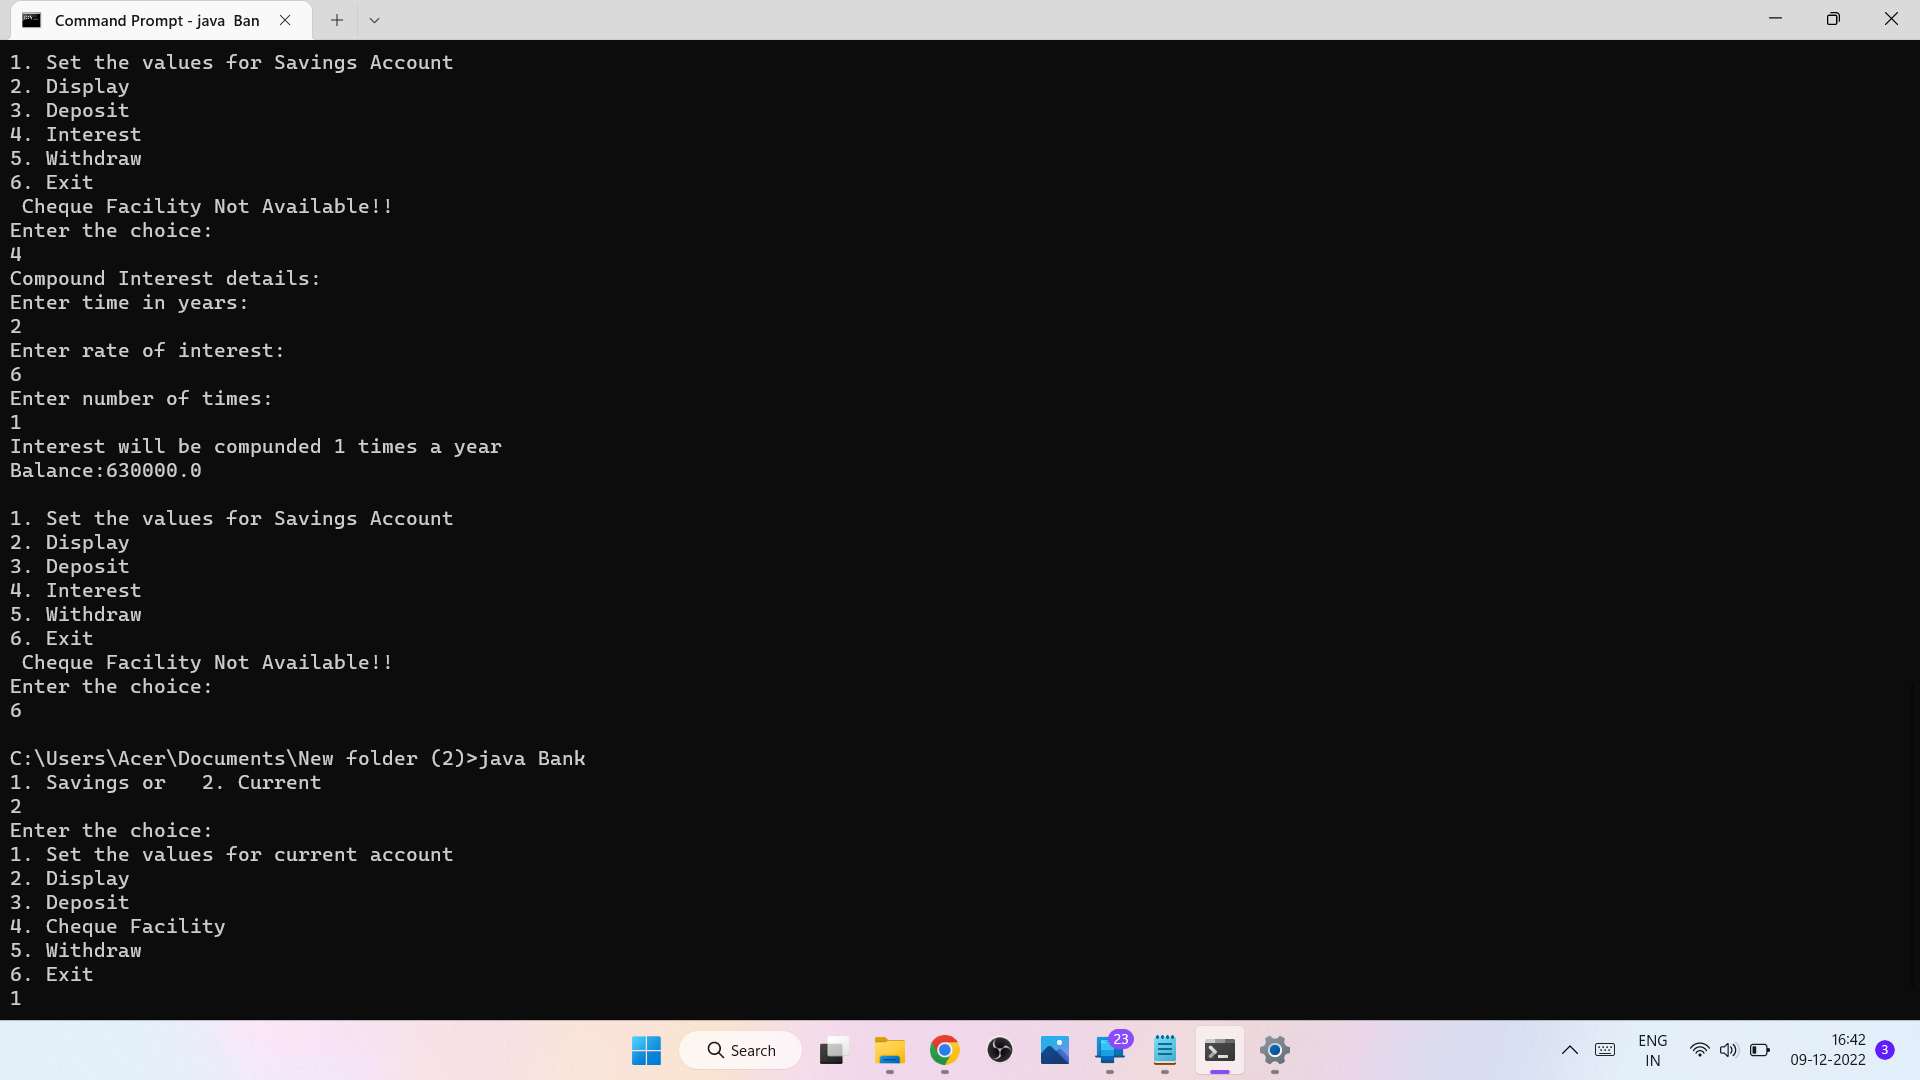 Command Prompt - java  Ban
1. Set the values for Savings Account
2. Display
3. Deposit
4. Interest
5. Withdraw
6. Exit
 Cheque Facility Not Available!!
Enter the choice:
4
Compound Interest details:
Enter time in years:
2
Enter rate of interest:
6
Enter number of times:
1
Interest will be compunded 1 times a year
Balance:630000.0

1. Set the values for Savings Account
2. Display
3. Deposit
4. Interest
5. Withdraw
6. Exit
 Cheque Facility Not Available!!
Enter the choice:
6

C:\Users\Acer\Documents\New folder (2)>java Bank
1. Savings or   2. Current
2
Enter the choice:
1. Set the values for current account
2. Display
3. Deposit
4. Cheque Facility
5. Withdraw
6. Exit
1
Search
23
ENG
IN
16:42
09-12-2022
3